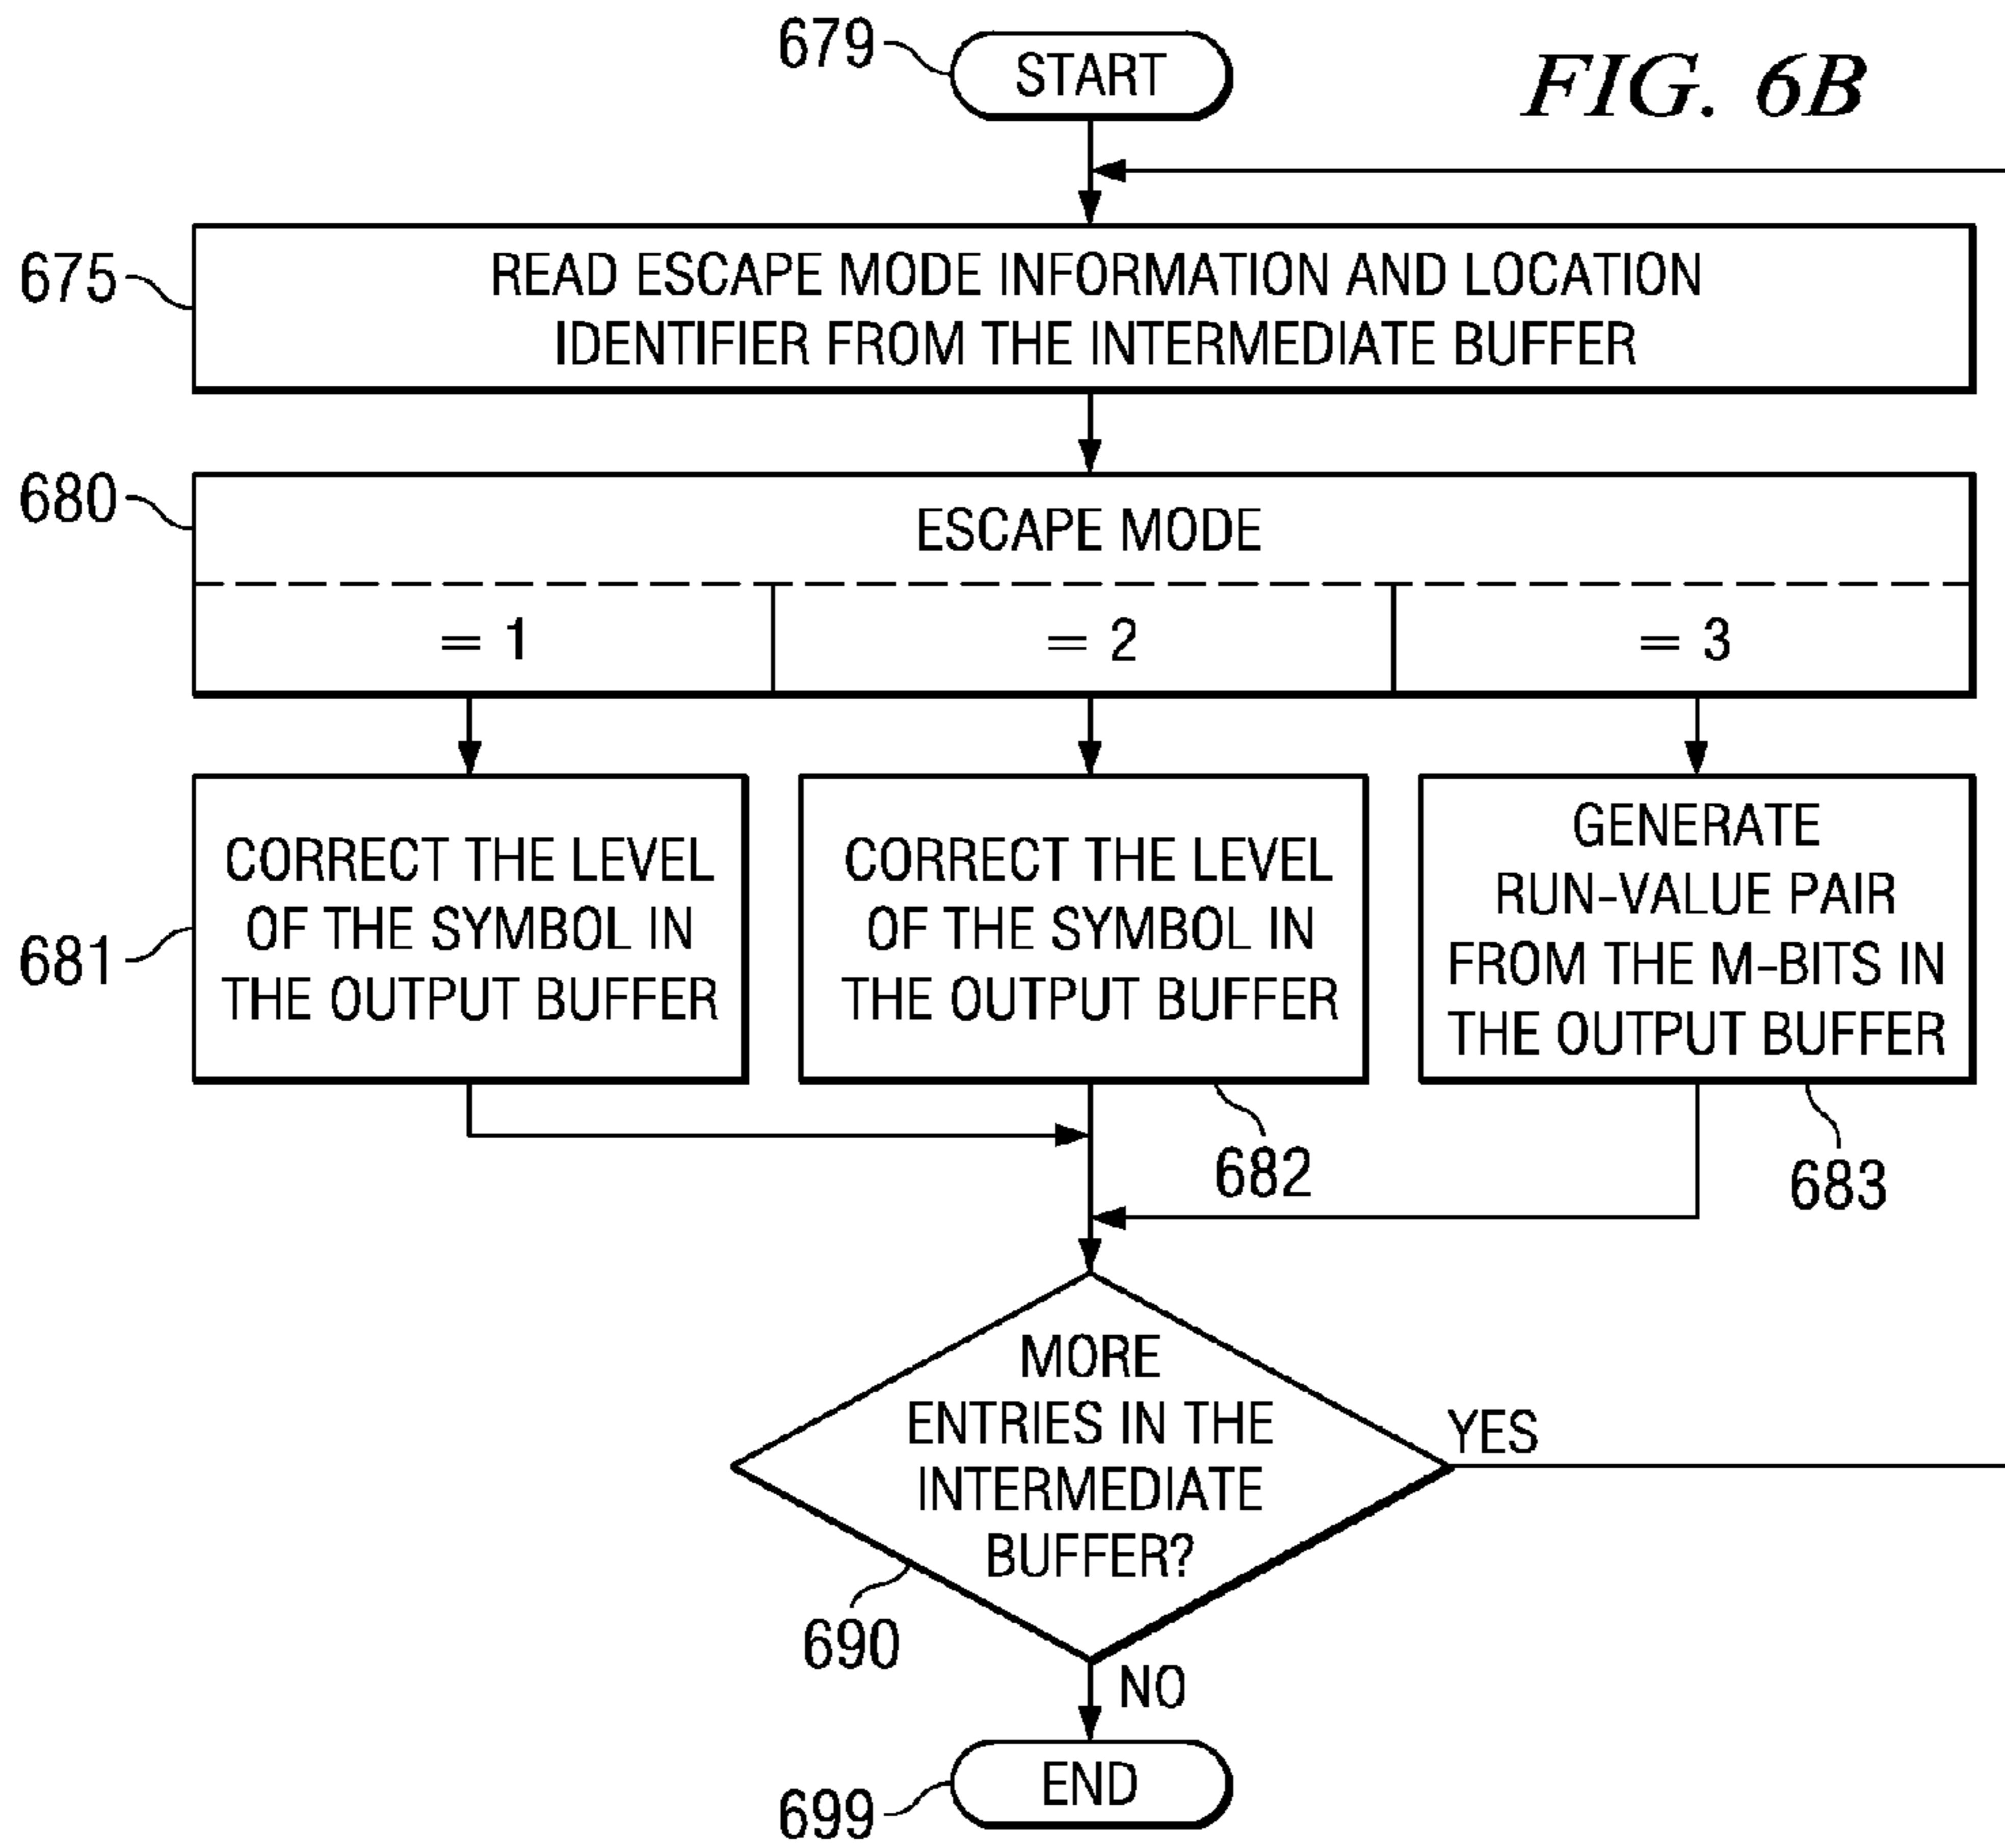 679
START
FIG. 6B
675
READ ESCAPE MODE INFORMATION AND LOCATION
IDENTIFIER FROM THE INTERMEDIATE BUFFER
680
ESCAPE MODE
= 1
= 2
= 3
681
CORRECT THE LEVEL
OF THE SYMBOL IN
THE OUTPUT BUFFER
CORRECT THE LEVEL
OF THE SYMBOL IN
THE OUTPUT BUFFER
682
GENERATE
RUN-VALUE PAIR
FROM THE M-BITS IN
THE OUTPUT BUFFER
683
MORE
ENTRIES IN THE
INTERMEDIATE
BUFFER?
YES
690
NO
END
699